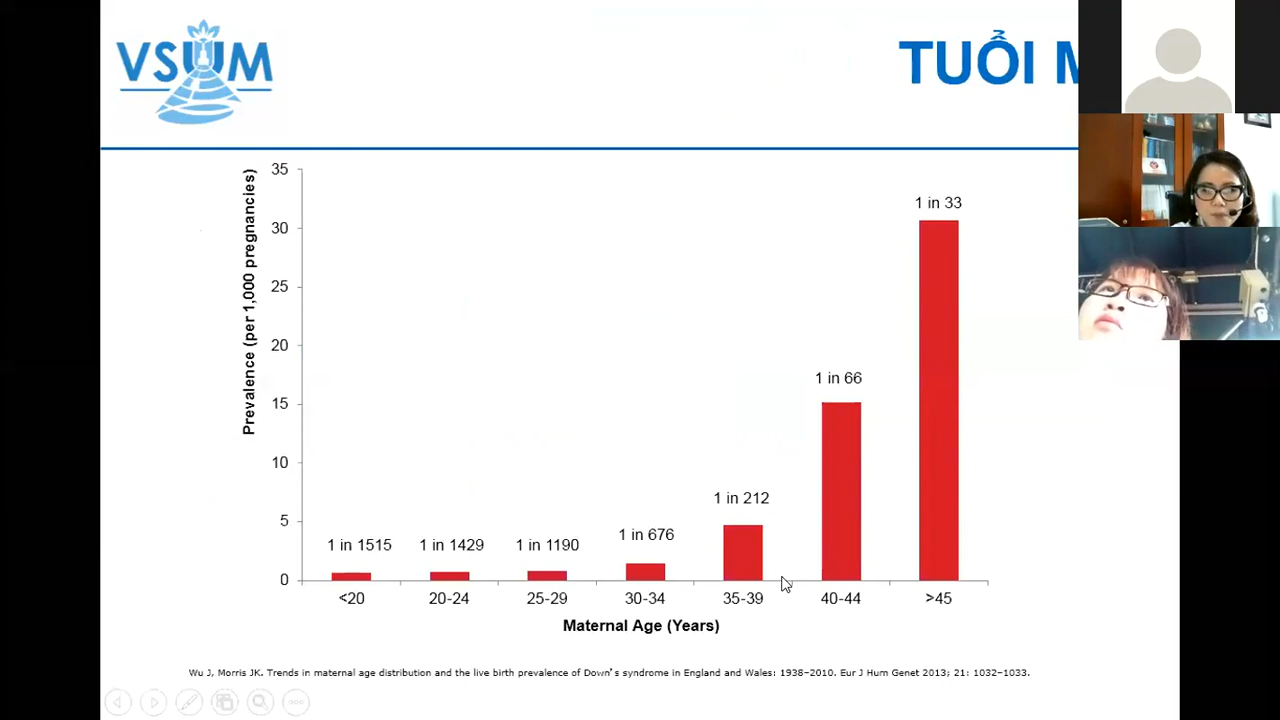 VSUM
TUỔI
35
30
25
20
15
10
5
0
Prevalence (per 1,000 pregnancies)
1 in 1515
1 in 1429
1 in 1190
1 in 676
1 in 212
1 in 66
1 in 33
<20
20-24
25-29
30-34
35-39
40-44
>45
Maternal Age (Years)
Wu J, Morris JK. Trends in maternal age distribution and the live birth prevalence of Down's syndrome in England and Wales: 1938–2010. Eur J Hum Genet 2013; 21: 1032–1033.